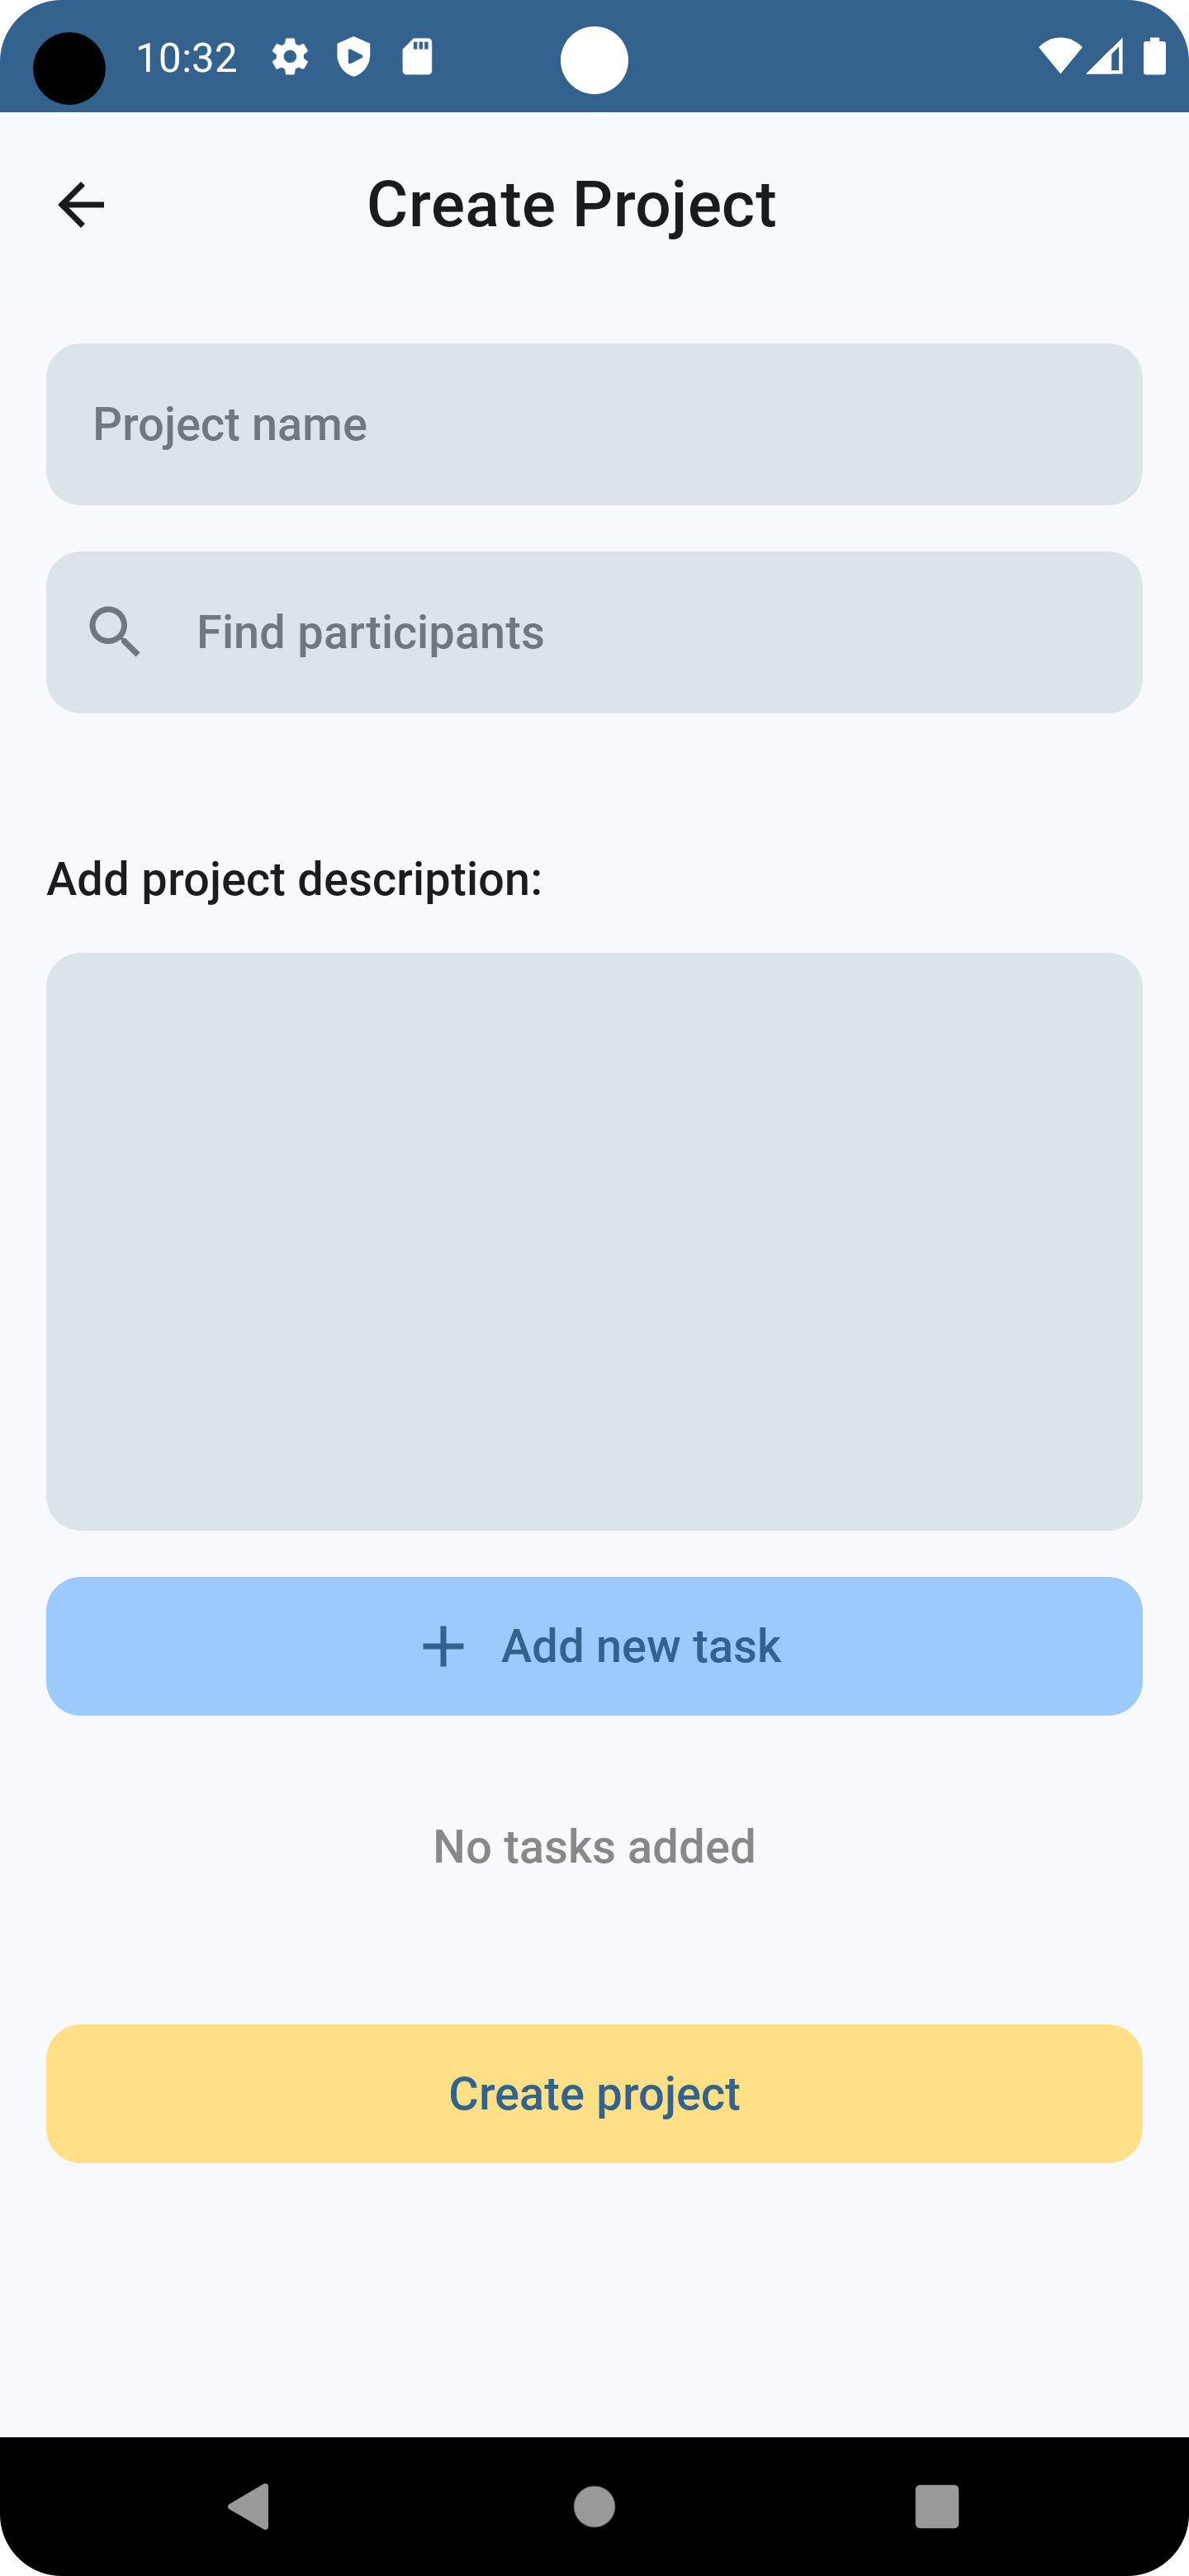 10:32
Create Project
Project name
Find participants
Add project description:
Add new task
No tasks added
Create project